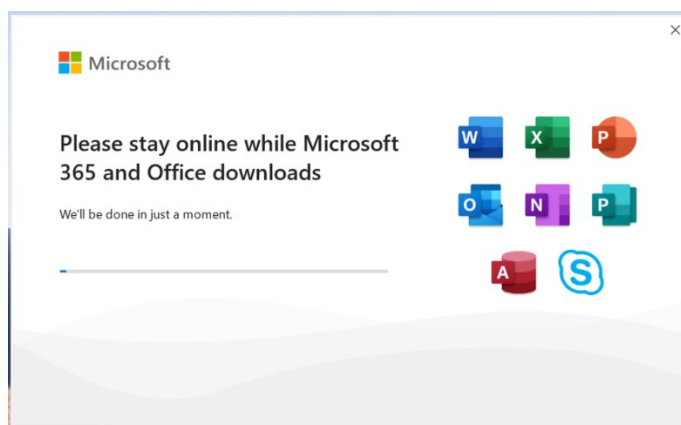 Microsoft
Please stay online while Microsoft
365 and Office downloads
We'll be done in just a moment.
W X P
O N P
A S